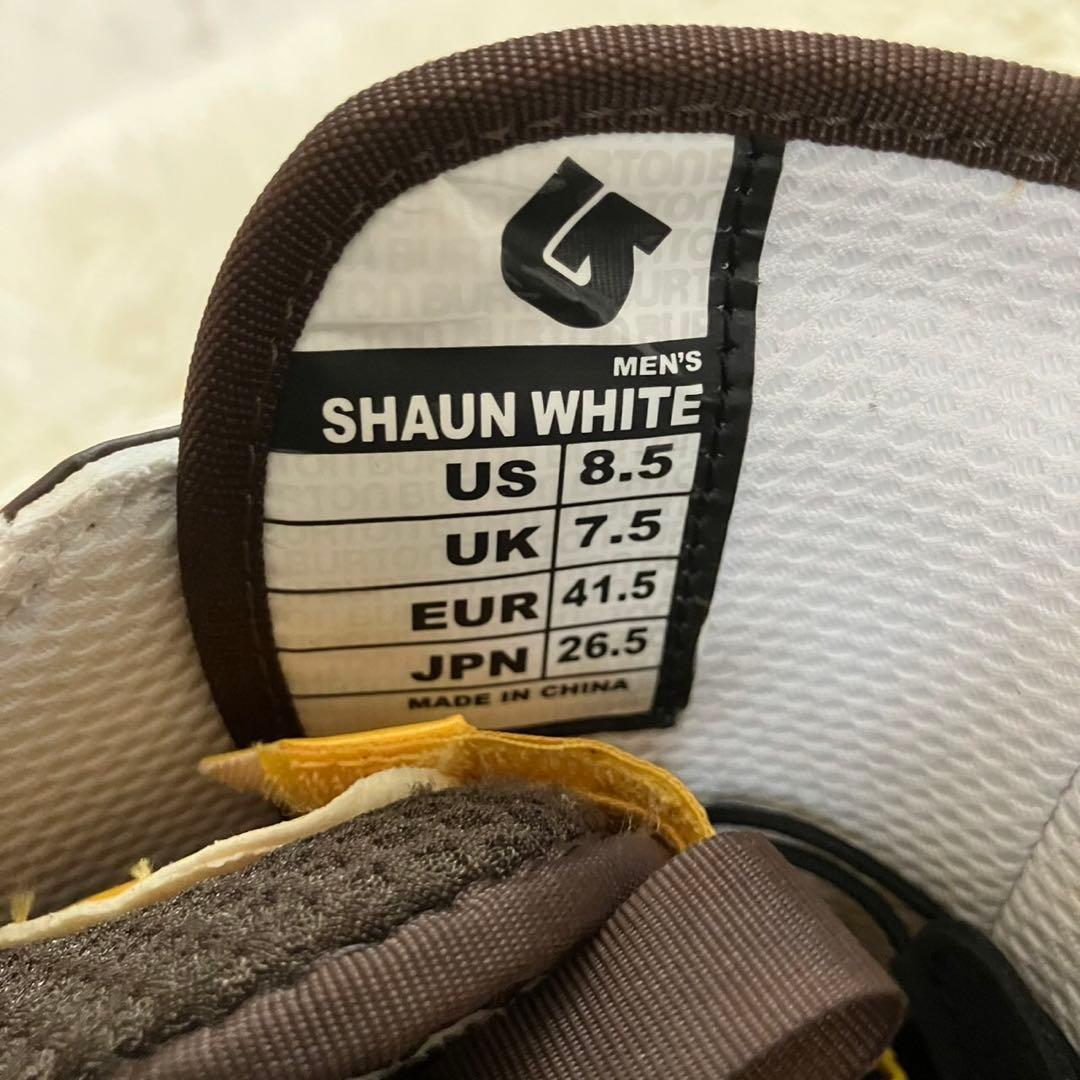 MEN'S
SHAUN WHITE
US 8.5
UK 7.5
EUR 41.5
JPN 26.5
MADE IN CHINA